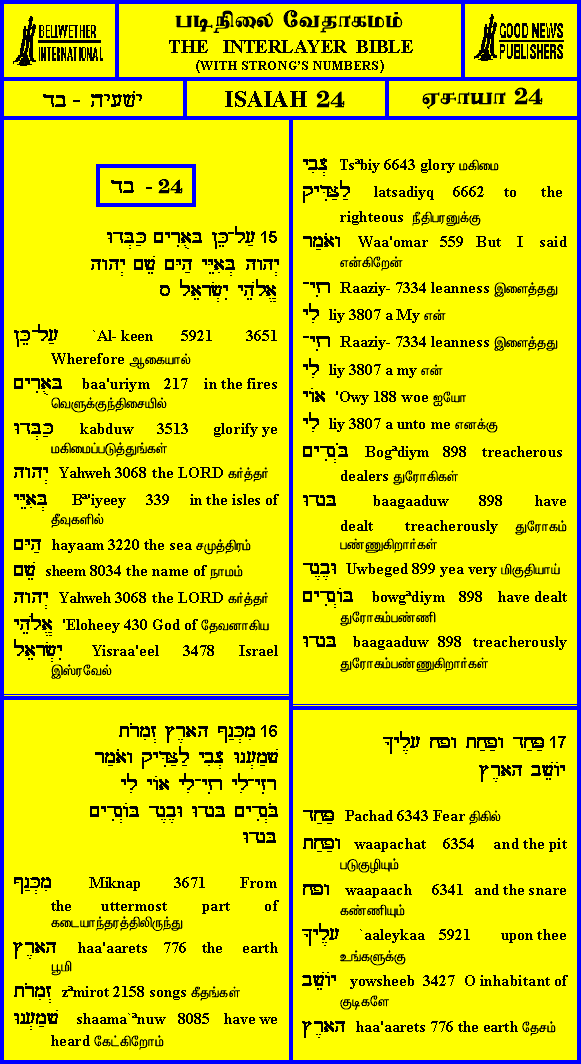 BELLWETHER
INTERNATIONAL
படிநிலை வேதாகமம்
THE INTERLAYER BIBLE
(WITH STRONG'S NUMBERS)
GOOD NEWS
PUBLISHERS
ישעיה - בד
ISAIAH 24
ஏசாயா 24
בד - 24
15 עַל־כֵּן בָּאֻרִים כַּבְּדוּ
יְהוָה בְּאִיֵּי הַיָּם שֵׁם יְהוָה
אֱלֹהֵי יִשְׂרָאֵל ס
עַל־כֵּן `Al- keen 5921 3651
Wherefore ஆகையால்
בָּאֻרִים baa'uriym 217 in the fires
வெளுக்குந்திசையில்
כַּבְּדוּ kabduw 3513 glorify ye
மகிமைப்படுத்துங்கள்
יְהוָה Yahweh 3068 the LORD கர்த்தர்
בְּאִיֵּי Bª'iyeey 339 in the isles of
தீவுகளில்
הַיָּם hayaam 3220 the sea சமுத்திரம்
שֵׁם sheem 8034 the name of நாமம்
יְהוָה Yahweh 3068 the LORD கர்த்தர்
אֱלֹהֵי 'Eloheey 430 God of தேவனாகிய
יִשְׂרָאֵל Yisraa'eel 3478 Israel
இஸ்ரவேல்
16 מִכְּנַף הָאָרֶץ זְמִרֹת
שָׁמַעְנוּ צְבִי לַצַּדִּיק וָאֹמַר
רָזִי־לִי רָזִי־לִי אוֹי לִי
בֹּגְדִים בָּגָדוּ וּבֶגֶד בּוֹגְדִים
בָּגָדוּ
מִכְּנַף Miknap 3671 From
the uttermost part of
கடையாந்தரத்திலிருந்து
הָאָרֶץ haa'aarets 776 the earth
பூமி
זְמִרֹת zªmirot 2158 songs கீதங்கள்
שָׁמַעְנוּ shaama`ªnuw 8085 have we
heard கேட்கிறோம்
צְבִי Tsªbiy 6643 glory மகிமை
לַצַּדִּיק latsadiyq 6662 to the
righteous நீதிபரனுக்கு
וָאֹמַר Waa'omar 559 But I said
என்கிறேன்
רָזִי־ Raaziy- 7334 leanness இளைத்தது
לִי liy 3807 a My என்
רָזִי־ Raaziy- 7334 leanness இளைத்தது
לִי liy 3807 a my என்
אוֹי 'Owy 188 woe ஐயோ
לִי liy 3807 a unto me எனக்கு
בֹּגְדִים Bogªdiym 898 treacherous
dealers துரோகிகள்
בָּגָדוּ baagaaduw 898 have
dealt treacherously துரோகம்
பண்ணுகிறார்கள்
וּבֶגֶד Uwbeged 899 yea very மிகுதியாய்
בּוֹגְדִים bowgªdiym 898 have dealt
துரோகம்பண்ணி
בָּגָדוּ baagaaduw 898 treacherously
துரோகம்பண்ணுகிறார்கள்
17 פַּחַד וָפַחַת וָפָח עָלֶיךָ
יוֹשֵׁב הָאָרֶץ
פַּחַד Pachad 6343 Fear திகில்
וָפַחַת waapachat 6354 and the pit
படுகுழியும்
וָפָח waapaach 6341 and the snare
கண்ணியும்
עָלֶיךָ `aaleykaa 5921 upon thee
உங்களுக்கு
יוֹשֵׁב yowsheeb 3427 O inhabitant of
குடிகளே
הָאָרֶץ haa'aarets 776 the earth தேசம்